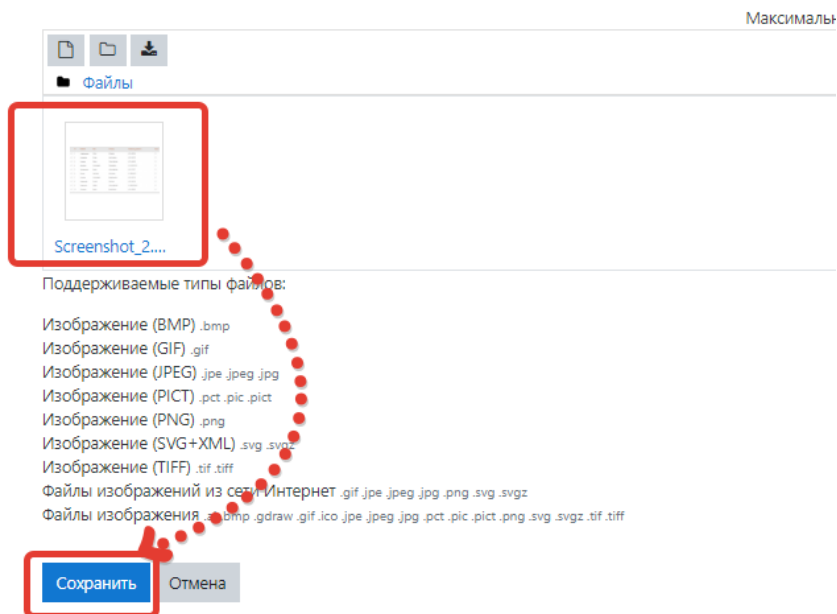 Максимальн
Файлы
Screenshot_2....
Поддерживаемые типы файлов:
Изображение (BMP) .bmp
Изображение (GIF) .gif
Изображение (JPEG) .jpe .jpeg .jpg
Изображение (PICT) .pct .pic .pict
Изображение (PNG) .png
Изображение (SVG+XML) .svg .svgz
Изображение (TIFF) .tif .tiff
Файлы изображений из сети Интернет .gif .jpe .jpeg .jpg .png .svg .svgz
Файлы изображения .bmp .gdraw .gif .ico .jpe .jpeg .jpg .pct .pic .pict .png .svg .svgz .tif .tiff
Сохранить Отмена